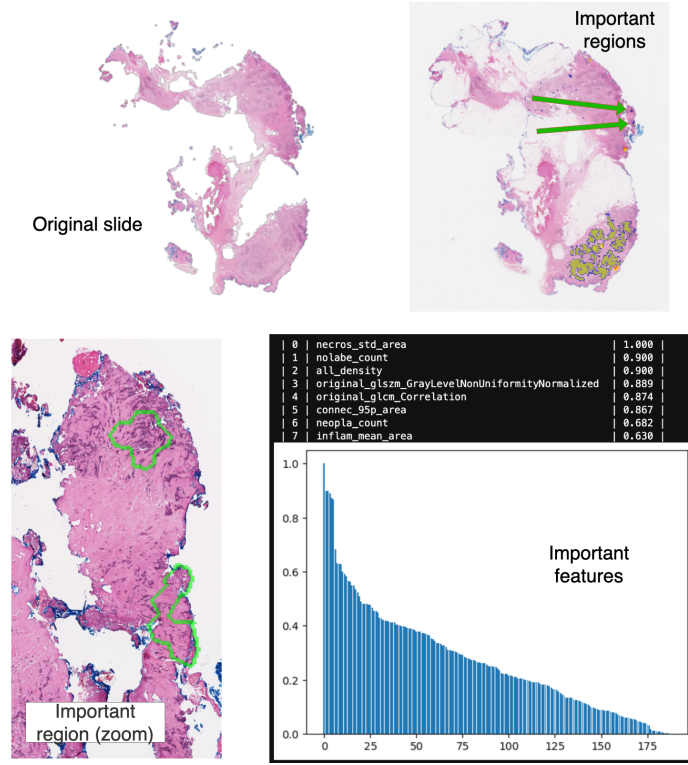 Original slide
Important
regions
Important
region (zoom)
| 0 | necros_std_area | 1.000 |
| 1 | nolabe_count | 0.900 |
| 2 | all_density | 0.900 |
| 3 | original_glszm_GrayLevelNonUniformityNormalized | 0.889 |
| 4 | original_glcm_Correlation | 0.874 |
| 5 | connec_95p_area | 0.867 |
| 6 | neopla_count | 0.682 |
| 7 | inflam_mean_area | 0.630 |
Important
features
1.0
0.8
0.6
0.4
0.2
0.0
0 25 50 75 100 125 150 175